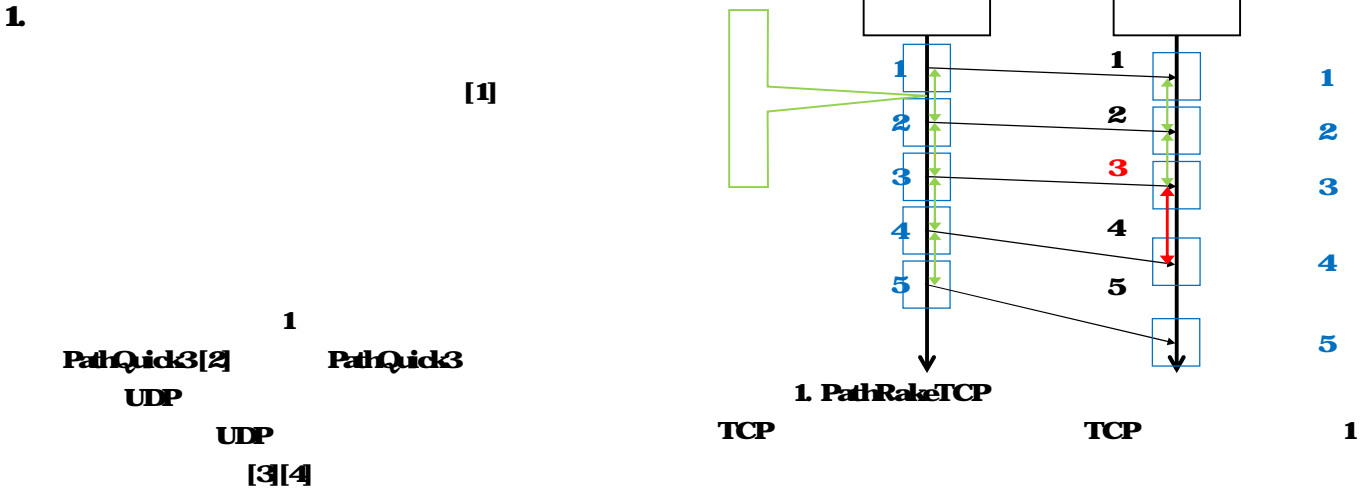 1.
[1]
1
PathQuick3[2] PathQuick3
UDP
UDP
[3][4]
1 1 1
2 2 2
3 3 3
4 4 4
5 5 5
1. PathRakeTCP
TCP TCP 1